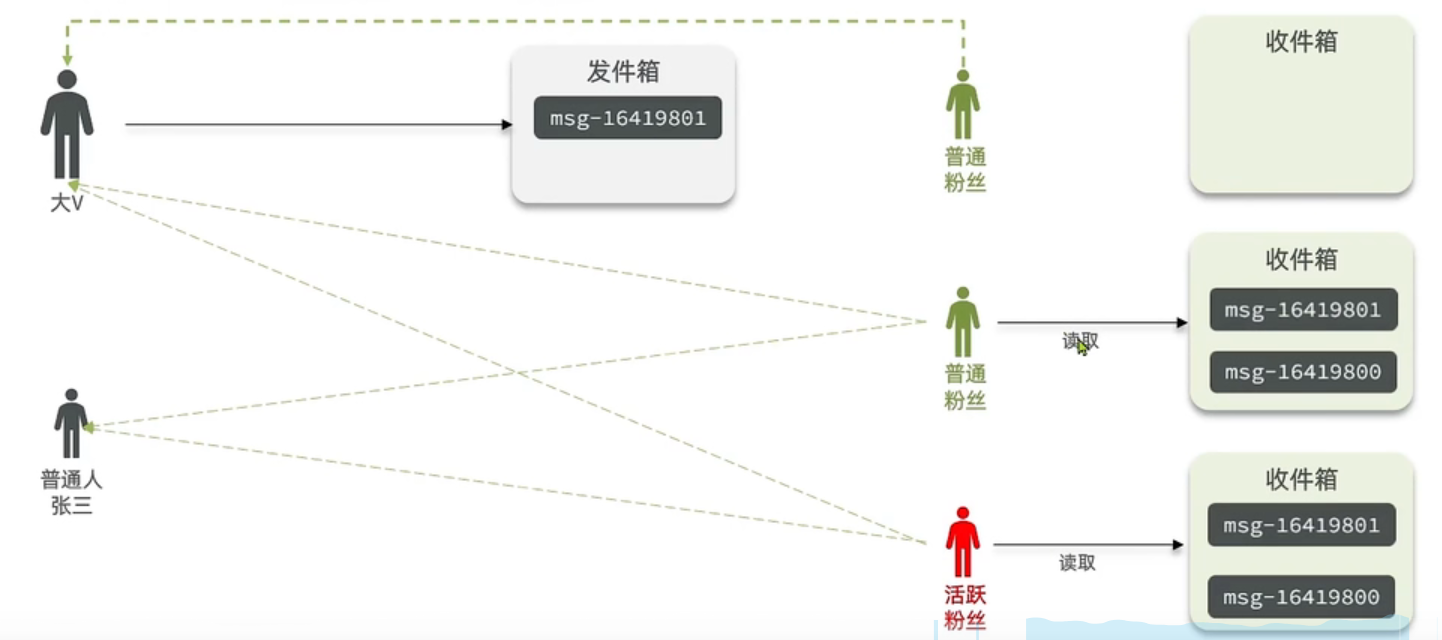 发件箱
msg-16419801
大V
普通
粉丝
收件箱
普通
粉丝
读取
收件箱
msg-16419801
msg-16419800
普通人
张三
活跃
粉丝
读取
收件箱
msg-16419801
msg-16419800